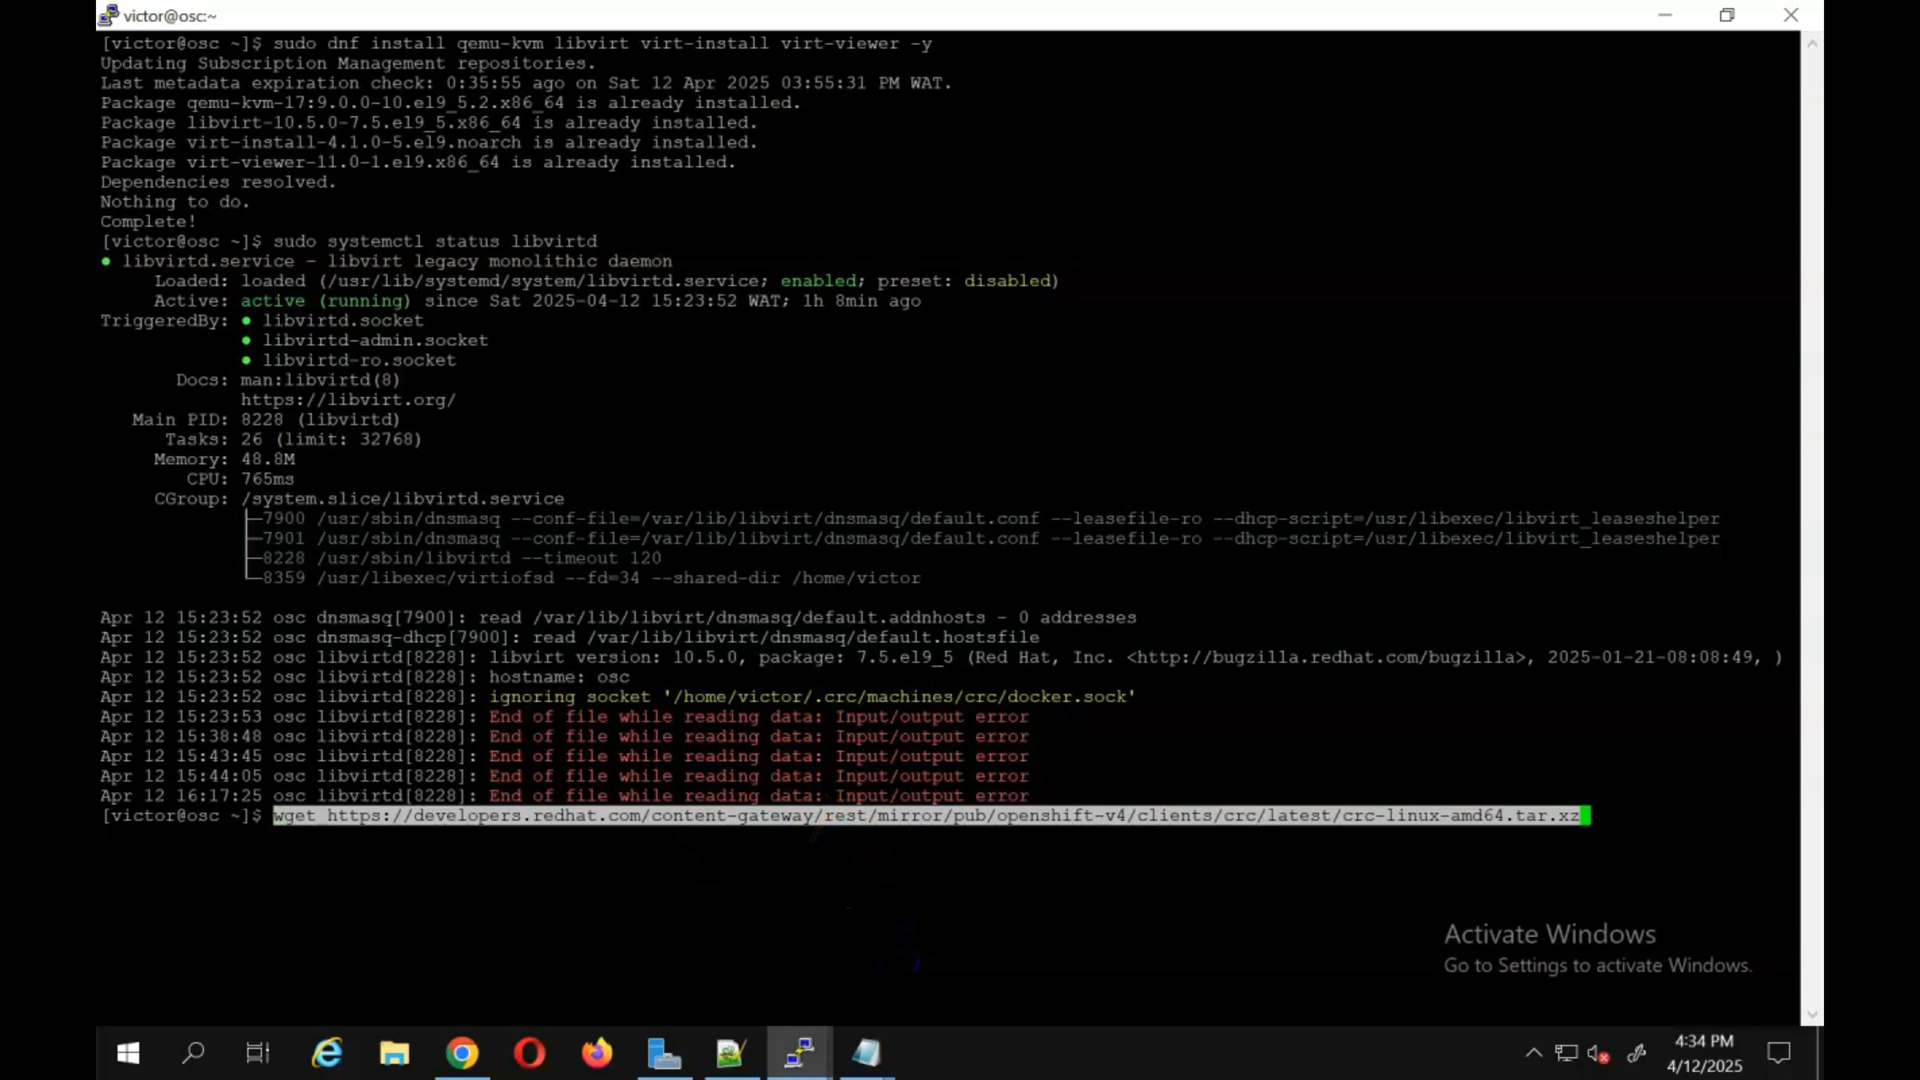 victor@osc:~
[victor@osc ~]$ sudo dnf install qemu-kvm libvirt virt-install virt-viewer -y
Updating Subscription Management repositories.
Last metadata expiration check: 0:35:55 ago on Sat 12 Apr 2025 03:55:31 PM WAT.
Package qemu-kvm-17:9.0.0-10.el9_5.2.x86_64 is already installed.
Package libvirt-10.5.0-7.5.el9_5.x86_64 is already installed.
Package virt-install-4.1.0-5.el9.noarch is already installed.
Package virt-viewer-11.0-1.el9.x86_64 is already installed.
Dependencies resolved.
Nothing to do.
Complete!
[victor@osc ~]$ sudo systemctl status libvirtd
● libvirtd.service - libvirt legacy monolithic daemon
Loaded: loaded (/usr/lib/systemd/system/libvirtd.service; enabled; preset: disabled)
Active: active (running) since Sat 2025-04-12 15:23:52 WAT; 1h 8min ago
TriggeredBy: ● libvirtd.socket
● libvirtd-admin.socket
● libvirtd-ro.socket
Docs: man:libvirtd(8)
https://libvirt.org/
Main PID: 8228 (libvirtd)
Tasks: 26 (limit: 32768)
Memory: 48.8M
CPU: 765ms
CGroup: /system.slice/libvirtd.service
├─7900 /usr/sbin/dnsmasq --conf-file=/var/lib/libvirt/dnsmasq/default.conf --leasefile-ro --dhcp-script=/usr/libexec/libvirt_leaseshelper
├─7901 /usr/sbin/dnsmasq --conf-file=/var/lib/libvirt/dnsmasq/default.conf --leasefile-ro --dhcp-script=/usr/libexec/libvirt_leaseshelper
├─8228 /usr/sbin/libvirtd --timeout 120
└─8359 /usr/libexec/virtiofsd --fd=34 --shared-dir /home/victor
Apr 12 15:23:52 osc dnsmasq[7900]: read /var/lib/libvirt/dnsmasq/default.addnhosts - 0 addresses
Apr 12 15:23:52 osc dnsmasq-dhcp[7900]: read /var/lib/libvirt/dnsmasq/default.hostsfile
Apr 12 15:23:52 osc libvirtd[8228]: libvirt version: 10.5.0, package: 7.5.el9_5 (Red Hat, Inc. <http://bugzilla.redhat.com/bugzilla>, 2025-01-21-08:08:49, )
Apr 12 15:23:52 osc libvirtd[8228]: hostname: osc
Apr 12 15:23:52 osc libvirtd[8228]: ignoring socket '/home/victor/.crc/machines/crc/docker.sock'
Apr 12 15:23:53 osc libvirtd[8228]: End of file while reading data: Input/output error
Apr 12 15:38:48 osc libvirtd[8228]: End of file while reading data: Input/output error
Apr 12 15:43:45 osc libvirtd[8228]: End of file while reading data: Input/output error
Apr 12 15:44:05 osc libvirtd[8228]: End of file while reading data: Input/output error
Apr 12 16:17:25 osc libvirtd[8228]: End of file while reading data: Input/output error
[victor@osc ~]$ wget https://developers.redhat.com/content-gateway/rest/mirror/pub/openshift-v4/clients/crc/latest/crc-linux-amd64.tar.xz
Activate Windows
Go to Settings to activate Windows.
4:34 PM
4/12/2025